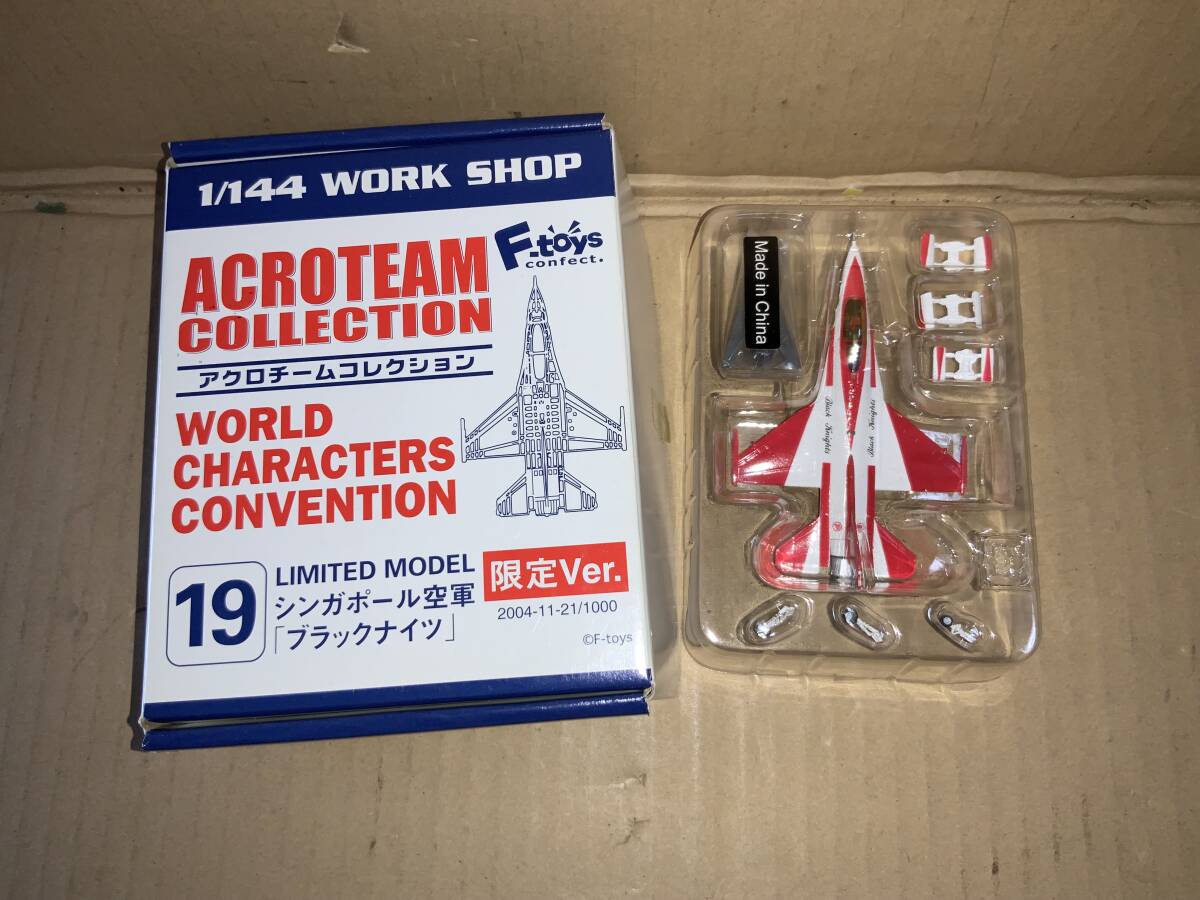 1/144 WORK SHOP
F-toys
confect.
ACROTEAM
COLLECTION
アクロチームコレクション
WORLD
CHARACTERS
CONVENTION
19
LIMITED MODEL
シンガポール空軍
「ブラックナイツ」
限定Ver.
2004-11-21/1000
©F-toys
Made in China
Black Knights
Black Knights